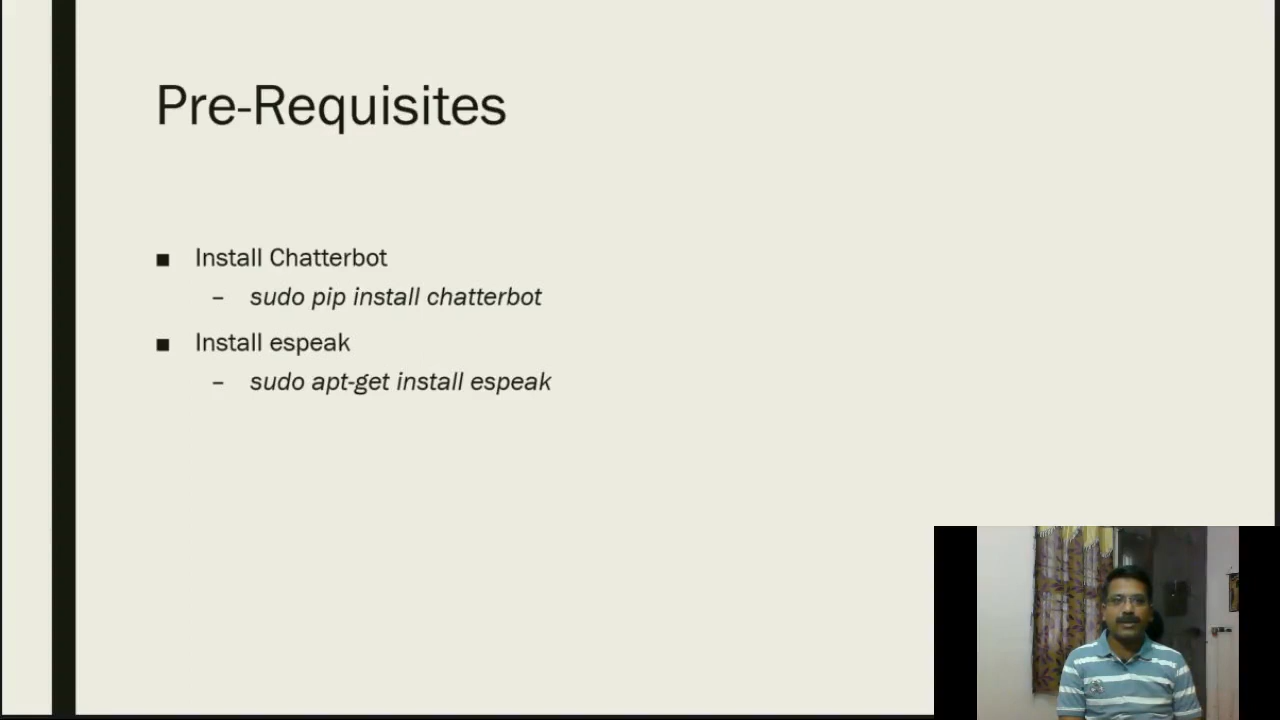 Pre-Requisites
■ Install Chatterbot
– sudo pip install chatterbot
■ Install espeak
– sudo apt-get install espeak